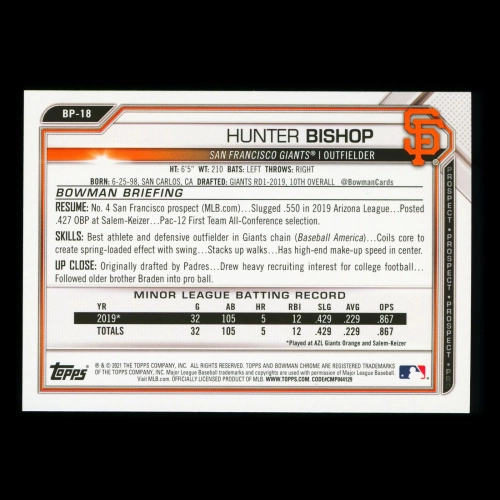 BP-18
HUNTER BISHOP
SAN FRANCISCO GIANTS® | OUTFIELDER
HT: 6'5" WT: 210 BATS: LEFT THROWS: RIGHT
BORN: 6-25-98, SAN CARLOS, CA DRAFTED: GIANTS RD1-2019, 10TH OVERALL @BowmanCards
BOWMAN BRIEFING
RESUME: No. 4 San Francisco prospect (MLB.com)...Slugged .550 in 2019 Arizona League...Posted
.427 OBP at Salem-Keizer...Pac-12 First Team All-Conference selection.
SKILLS: Best athlete and defensive outfielder in Giants chain (Baseball America)...Coils core to
create spring-loaded effect with swing...Stacks up walks...Has high-end make-up speed in center.
UP CLOSE: Originally drafted by Padres...Drew heavy recruiting interest for college football...
Followed older brother Braden into pro ball.
MINOR LEAGUE BATTING RECORD
YR G AB HR RBI SLG AVG OPS
2019* 32 105 5 12 .429 .229 .867
TOTALS 32 105 5 12 .429 .229 .867
*Played at AZL Giants Orange and Salem-Keizer
SF
PROSPECT • PROSPECT • PROSPECT • PR
Topps
® & © 2021 THE TOPPS COMPANY, INC. ALL RIGHTS RESERVED. TOPPS AND BOWMAN CHROME ARE REGISTERED TRADEMARKS
OF THE TOPPS COMPANY, INC. Major League Baseball trademarks and copyrights are used with permission of Major League Baseball.
Visit MLB.com. OFFICIALLY LICENSED PRODUCT OF MLB. WWW.TOPPS.COM. CODE#CMP044129